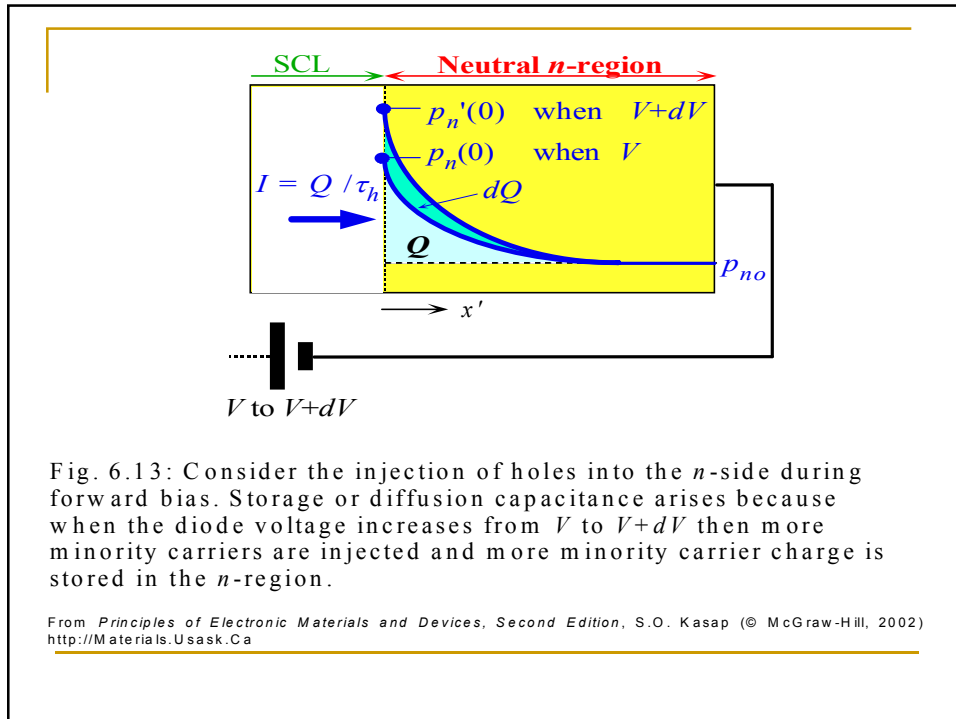 SCL Neutral n-region
pn'(0) when V+dV
pn(0) when V
I = Q /τh
dQ
Q
pno
x'
V to V+dV
Fig. 6.13: Consider the injection of holes into the n-side during
forward bias. Storage or diffusion capacitance arises because
when the diode voltage increases from V to V+dV then more
minority carriers are injected and more minority carrier charge is
stored in the n-region.
From Principles of Electronic Materials and Devices, Second Edition, S.O. Kasap (© McGraw-Hill, 2002)
http://Materials.Usask.Ca